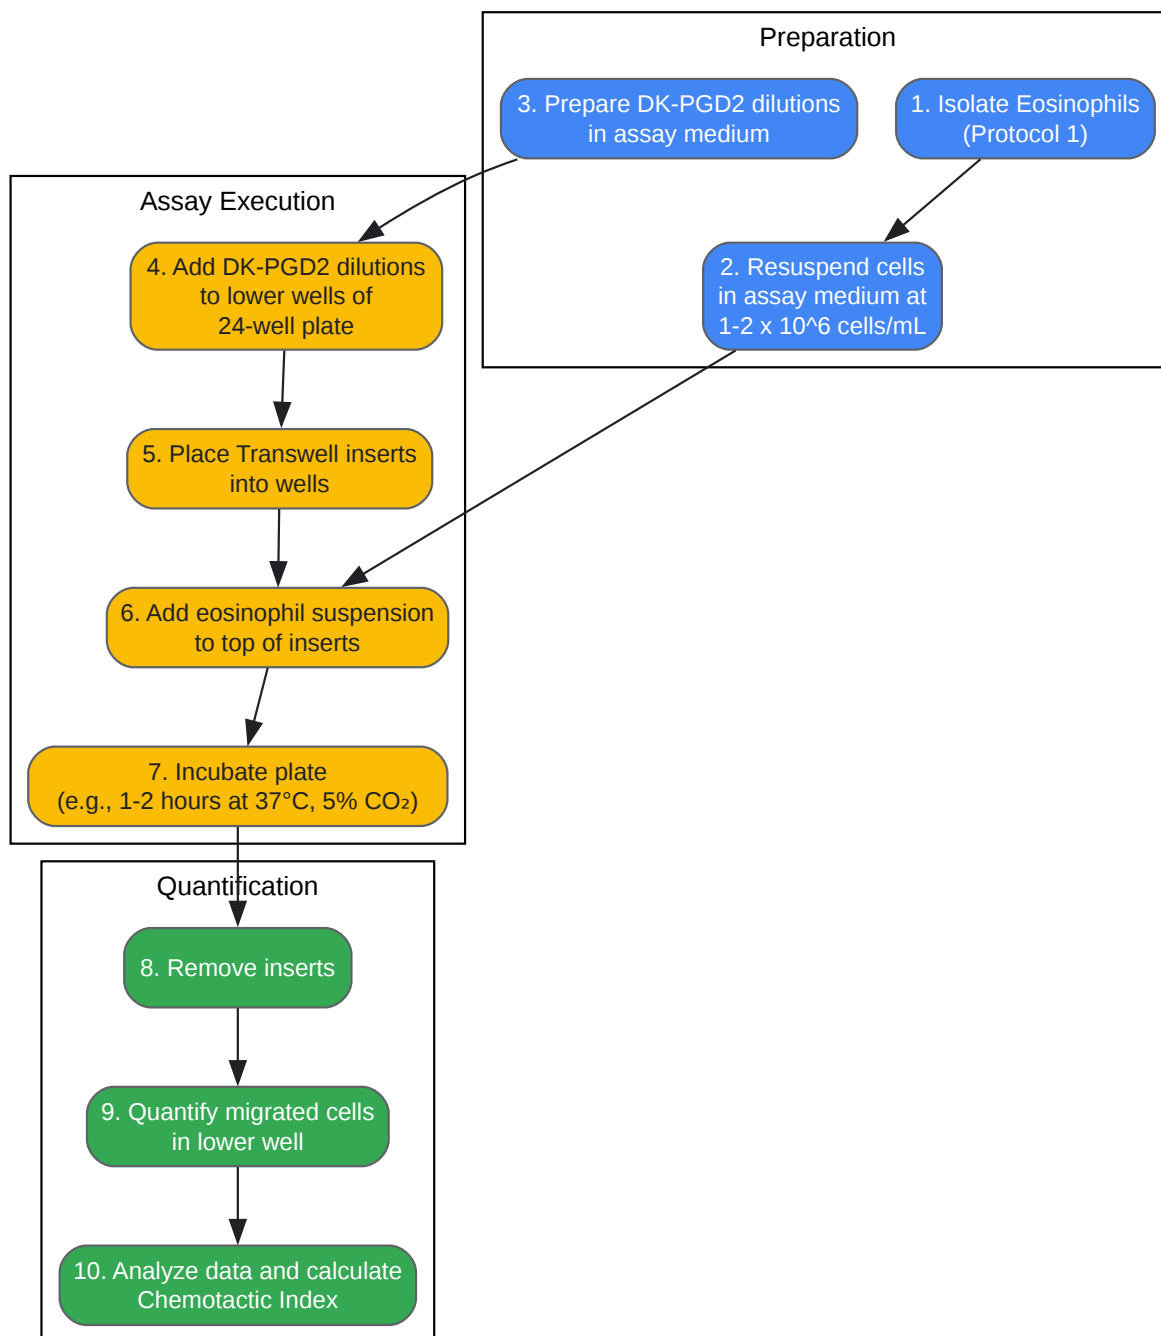 Preparation
3. Prepare DK-PGD2 dilutions
in assay medium
1. Isolate Eosinophils
(Protocol 1)
2. Resuspend cells
in assay medium at
1-2 x 10^6 cells/mL
Assay Execution
4. Add DK-PGD2 dilutions
to lower wells of
24-well plate
5. Place Transwell inserts
into wells
6. Add eosinophil suspension
to top of inserts
7. Incubate plate
(e.g., 1-2 hours at 37°C, 5% CO₂)
Quantification
8. Remove inserts
9. Quantify migrated cells
in lower well
10. Analyze data and calculate
Chemotactic Index